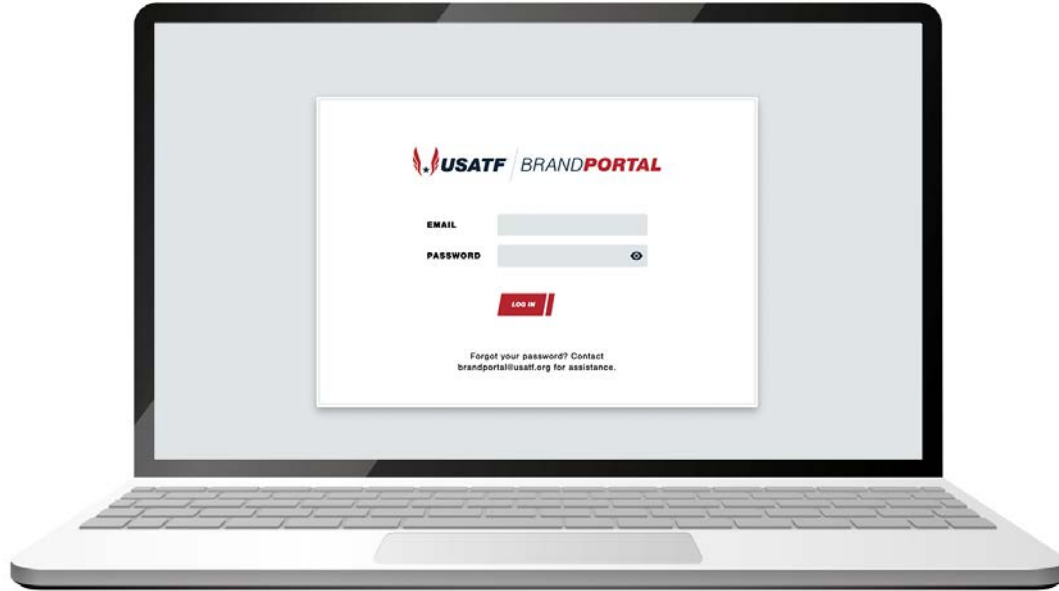 USATF BRANDPORTAL
EMAIL
PASSWORD
LOG IN
Forgot your password? Contact
brandportal@usatf.org for assistance.